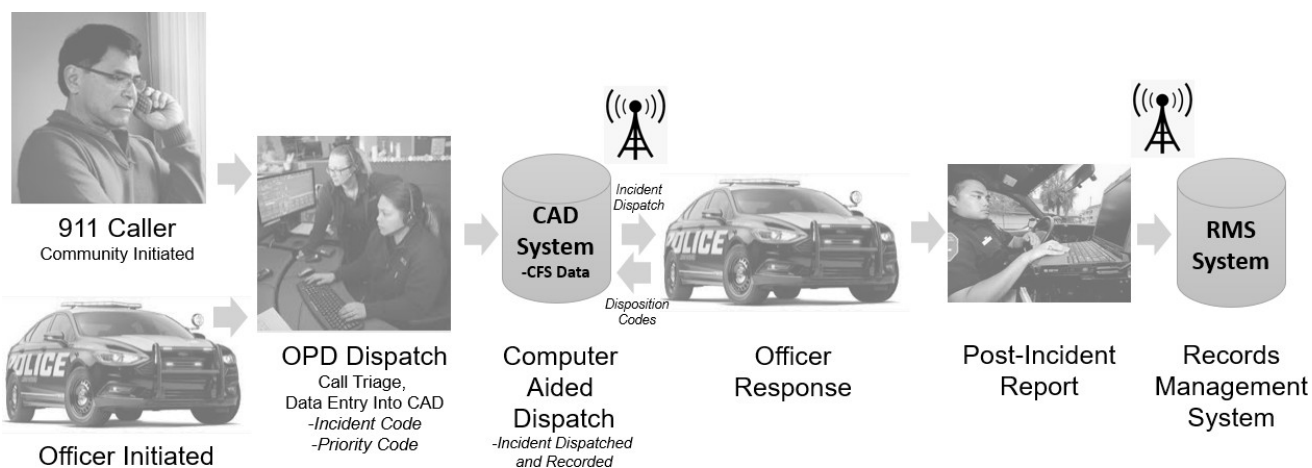 911 Caller
Community Initiated
POLICE
Officer Initiated
OPD Dispatch
Call Triage,
Data Entry Into CAD
-Incident Code
-Priority Code
CAD
System
-CFS Data
Computer
Aided
Dispatch
-Incident Dispatched
and Recorded
Incident
Dispatch
Disposition
Codes
POLICE
Officer
Response
Post-Incident
Report
RMS
System
Records
Management
System